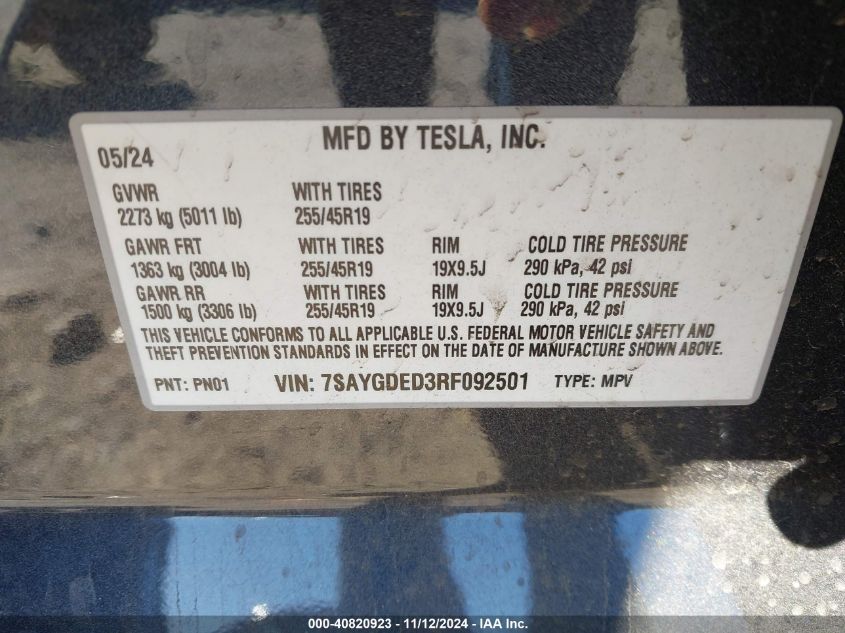 MFD BY TESLA, INC.
05/24
GVWR WITH TIRES
2273 kg (5011 lb) 255/45R19
GAWR FRT WITH TIRES RIM COLD TIRE PRESSURE
1363 kg (3004 lb) 255/45R19 19X9.5J 290 kPa, 42 psi
GAWR RR WITH TIRES RIM COLD TIRE PRESSURE
1500 kg (3306 lb) 255/45R19 19X9.5J 290 kPa, 42 psi
THIS VEHICLE CONFORMS TO ALL APPLICABLE U.S. FEDERAL MOTOR VEHICLE SAFETY AND
THEFT PREVENTION STANDARDS IN EFFECT ON THE DATE OF MANUFACTURE SHOWN ABOVE.
PNT: PN01 VIN: 7SAYGDED3RF092501 TYPE: MPV
000-40820923 - 11/12/2024 - IAA Inc.